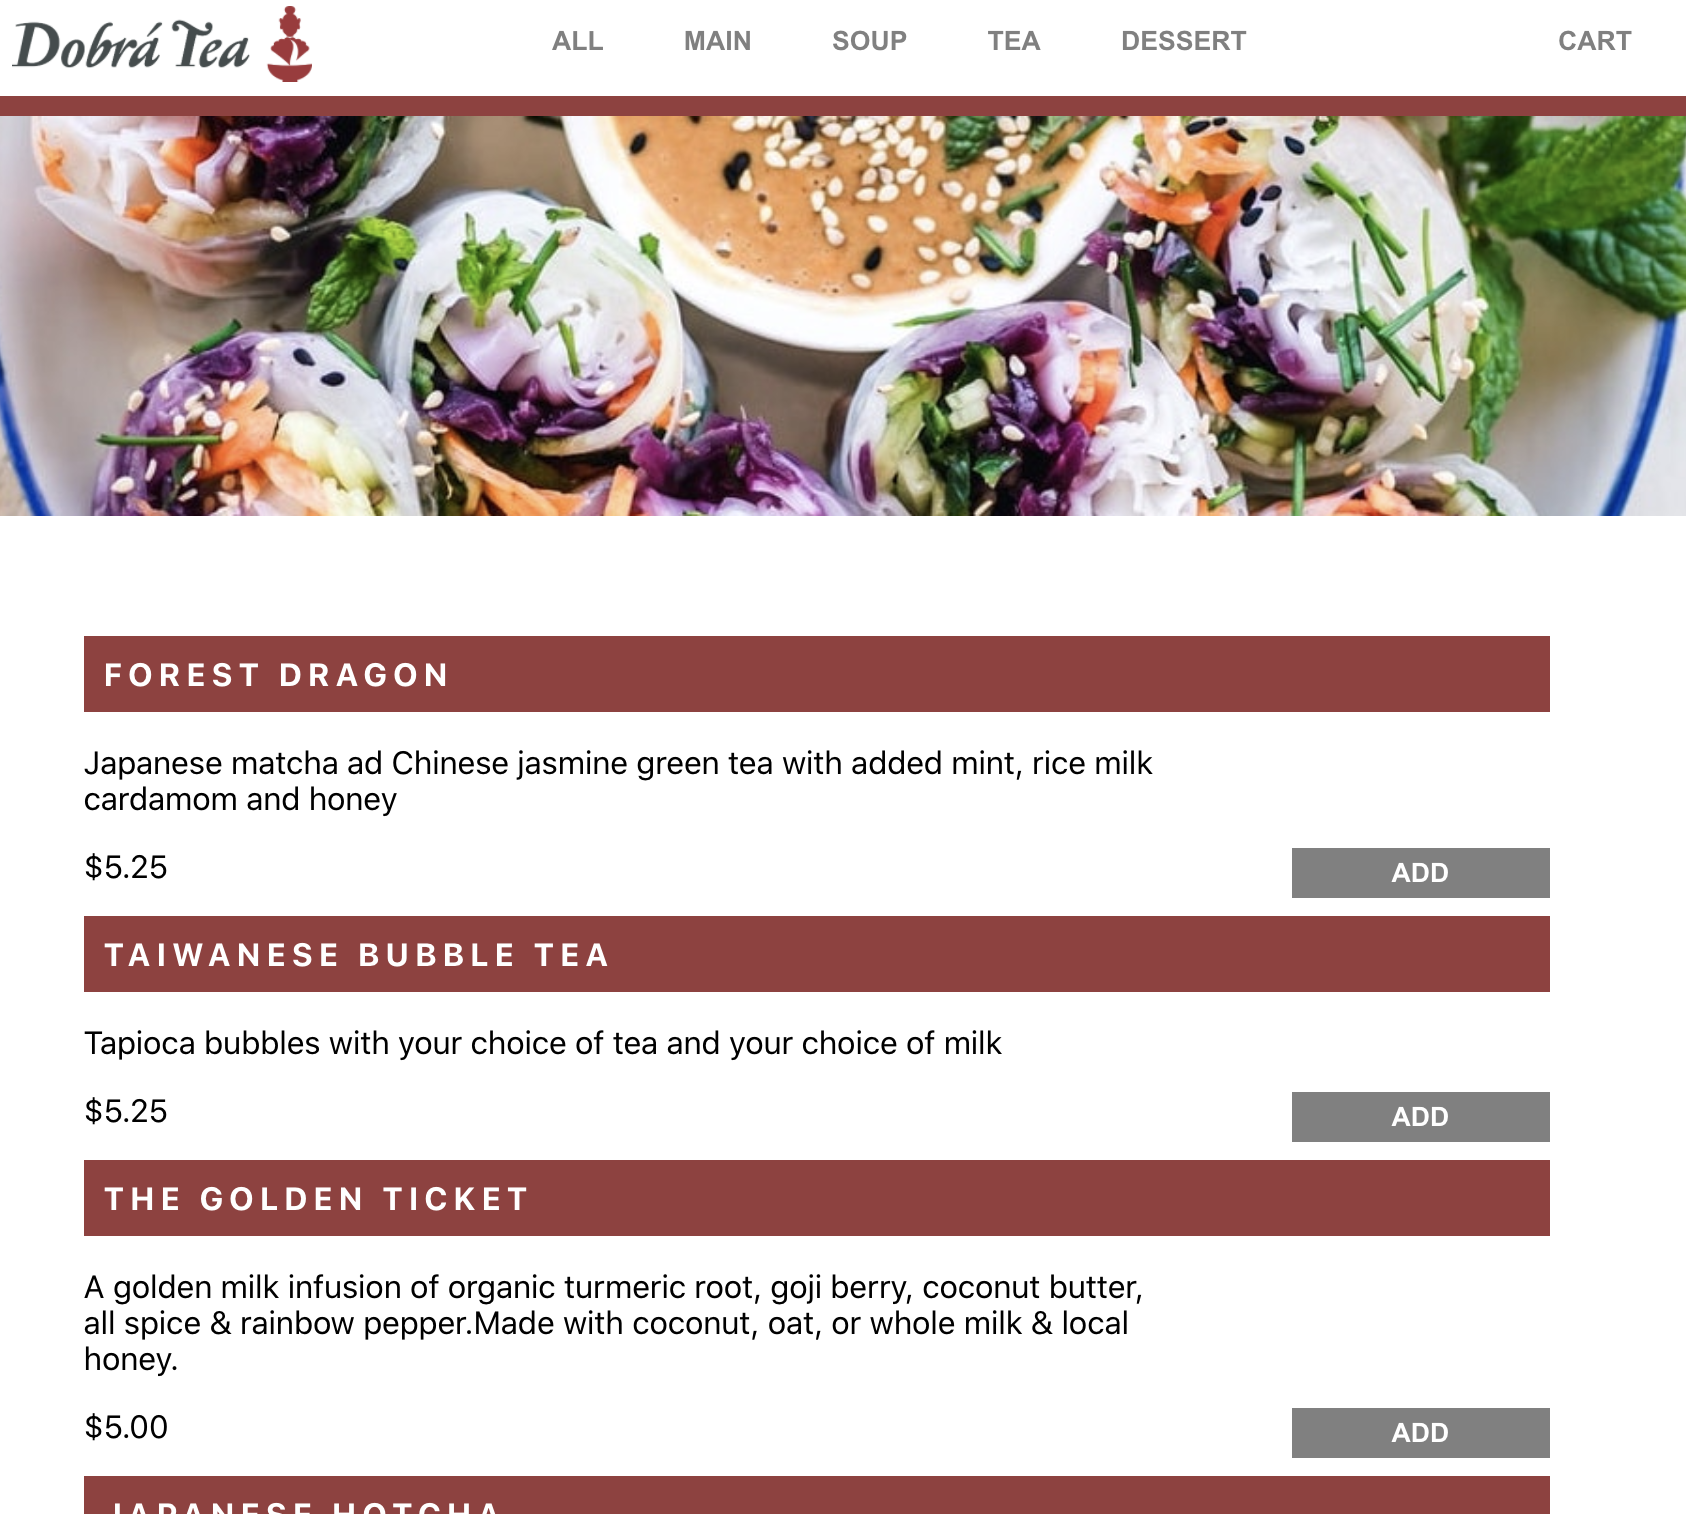 Dobrá Tea
ALL MAIN SOUP TEA DESSERT CART
FOREST DRAGON
Japanese matcha ad Chinese jasmine green tea with added mint, rice milk
cardamom and honey
$5.25
ADD
TAIWANESE BUBBLE TEA
Tapioca bubbles with your choice of tea and your choice of milk
$5.25
ADD
THE GOLDEN TICKET
A golden milk infusion of organic turmeric root, goji berry, coconut butter,
all spice & rainbow pepper.Made with coconut, oat, or whole milk & local
honey.
$5.00
ADD
JAPANESE HOTCHA